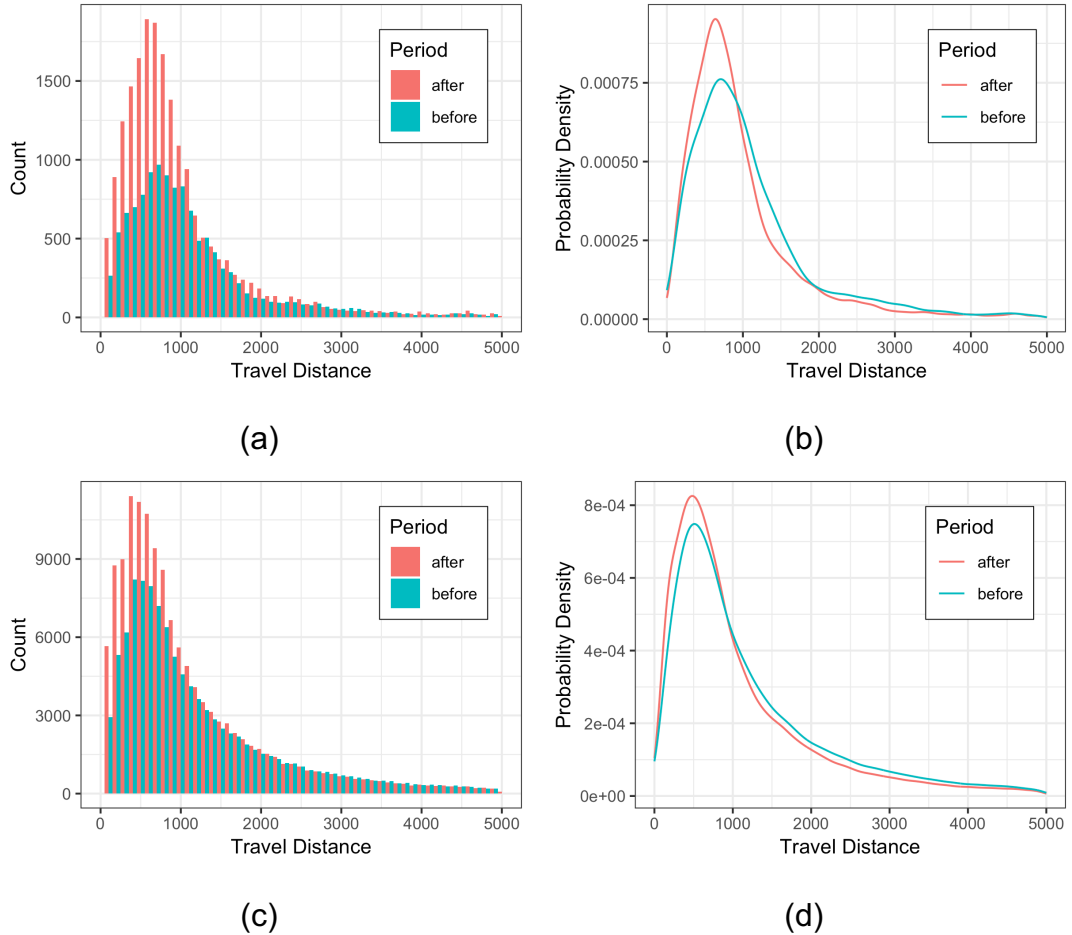 1500
1000
500
0
Count
0 1000 2000 3000 4000 5000
Travel Distance
Period
after
before
(a)
0.00075
0.00050
0.00025
0.00000
Probability Density
0 1000 2000 3000 4000 5000
Travel Distance
Period
after
before
(b)
9000
6000
3000
0
Count
0 1000 2000 3000 4000 5000
Travel Distance
Period
after
before
(c)
8e-04
6e-04
4e-04
2e-04
0e+00
Probability Density
0 1000 2000 3000 4000 5000
Travel Distance
Period
after
before
(d)